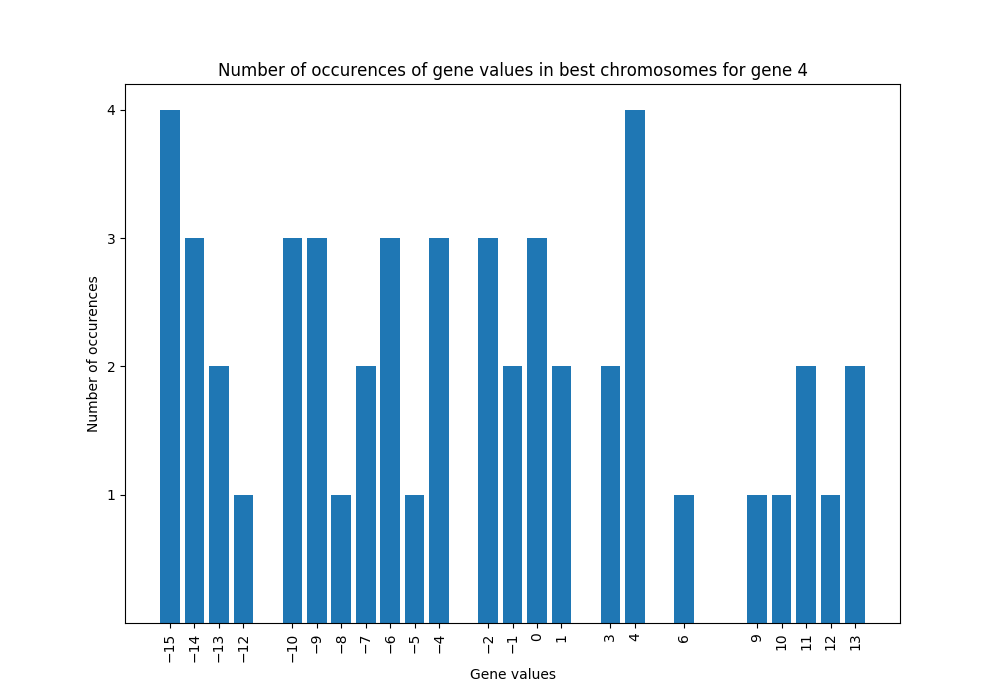 Number of occurences of gene values in best chromosomes for gene 4
4
3
2
1
Number of occurences
−15 −14 −13 −12 −10 −9 −8 −7 −6 −5 −4 −2 −1 0 1 3 4 6 9 10 11 12 13
Gene values